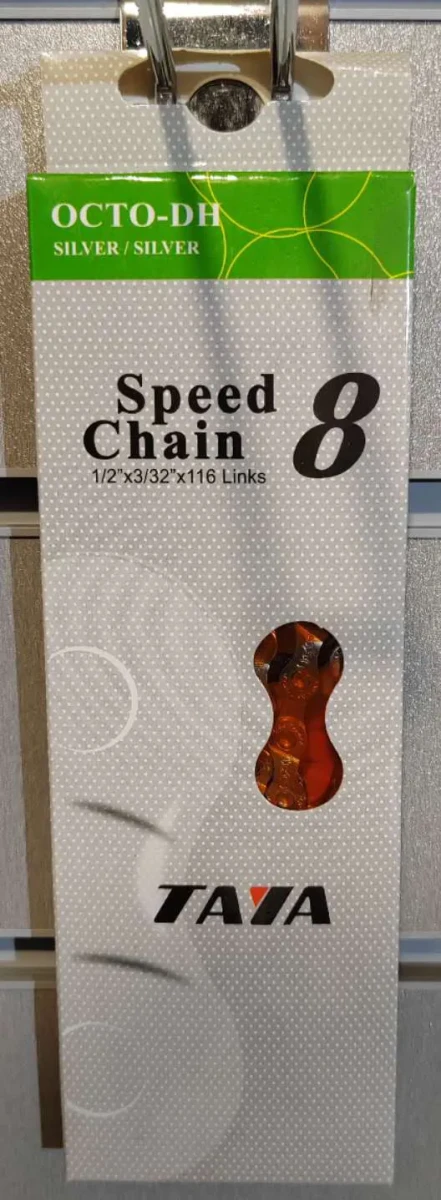 OCTO-DH
SILVER / SILVER
Speed 8
Chain
1/2”x3/32”x116 Links
TAYA